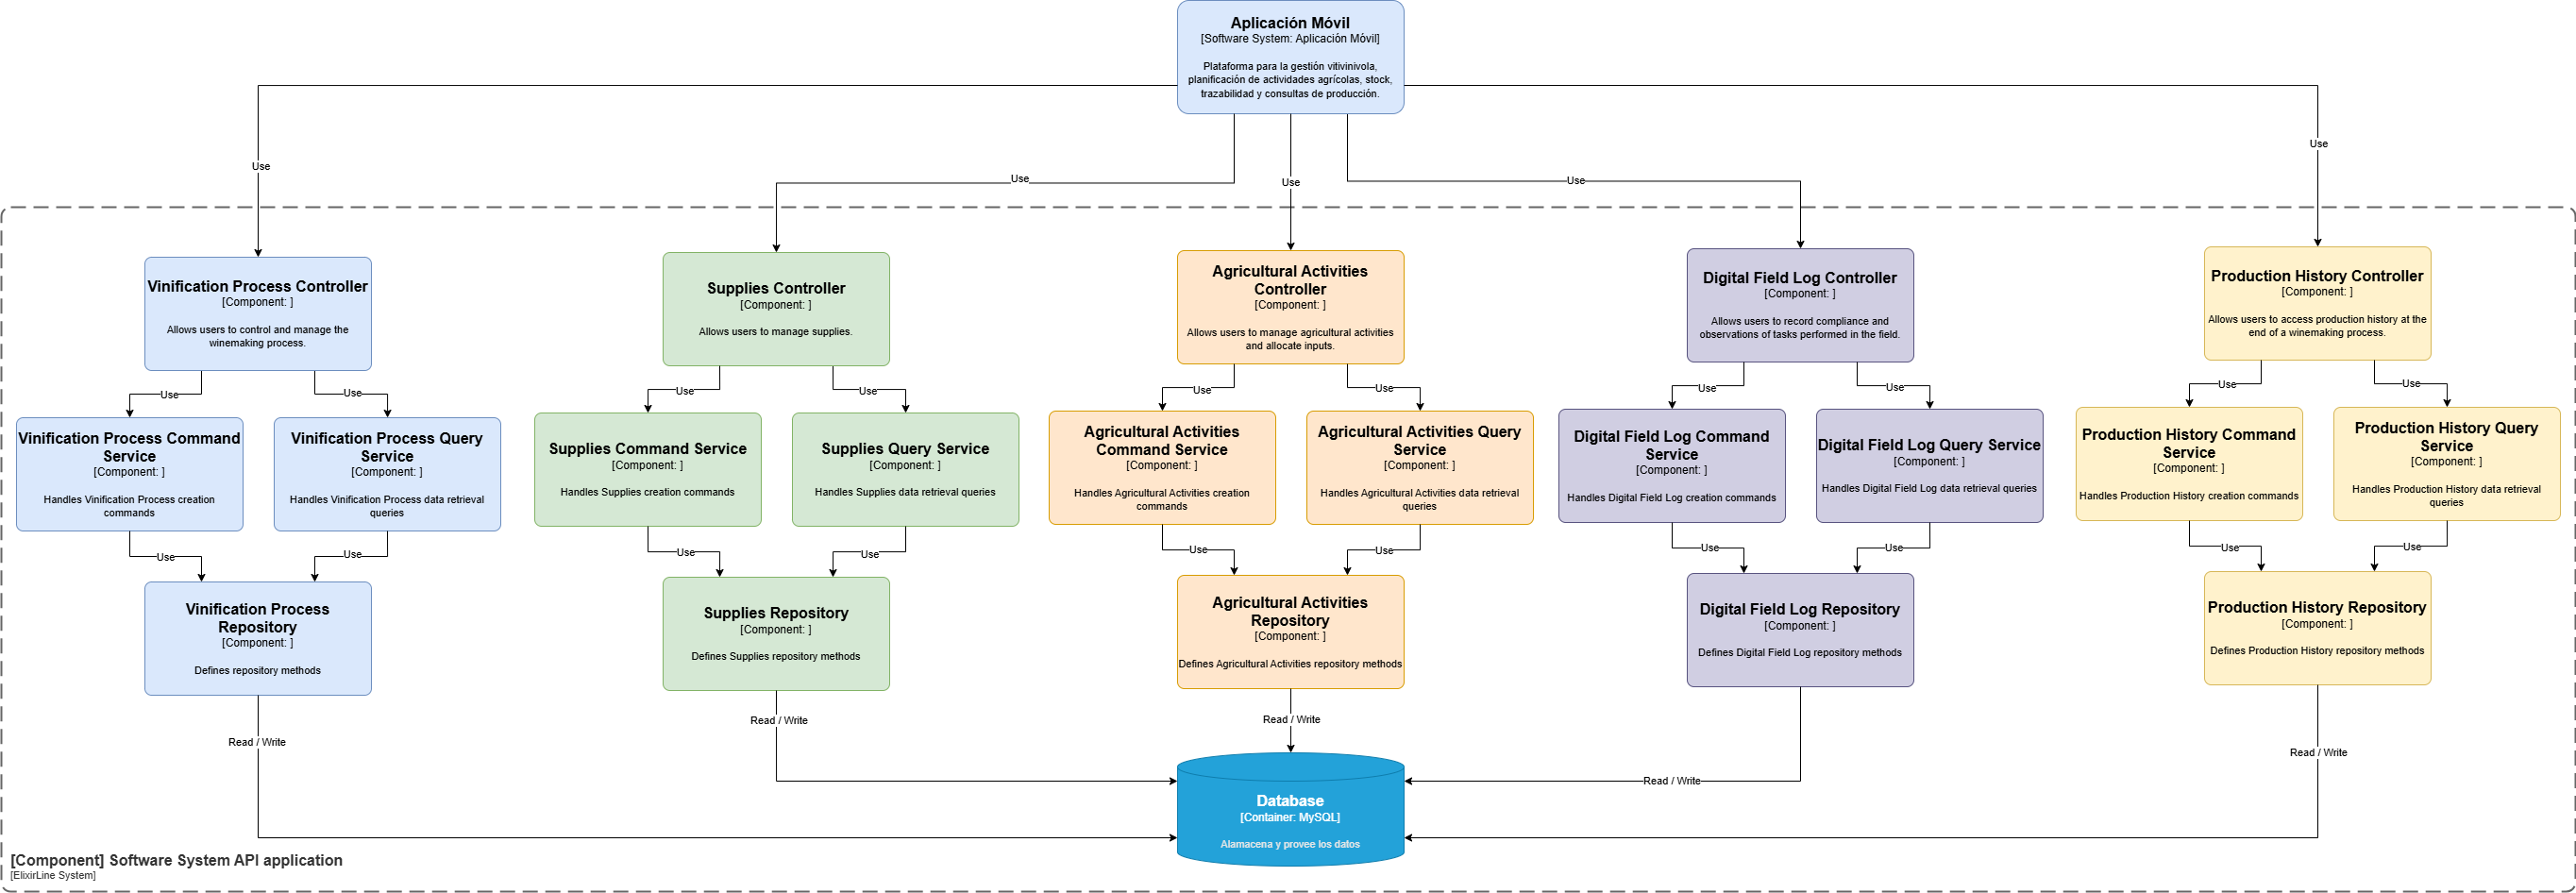 Aplicación Móvil
[Software System: Aplicación Móvil]
Plataforma para la gestión vitivinivola,
planificación de actividades agrícolas, stock,
trazabilidad y consultas de producción.
Use
Use
Use
Use
Use
Vinification Process Controller
[Component: ]
Allows users to control and manage the
winemaking process.
Supplies Controller
[Component: ]
Allows users to manage supplies.
Agricultural Activities
Controller
[Component: ]
Allows users to manage agricultural activities
and allocate inputs.
Digital Field Log Controller
[Component: ]
Allows users to record compliance and
observations of tasks performed in the field.
Production History Controller
[Component: ]
Allows users to access production history at the
end of a winemaking process.
Use
Use
Use
Use
Use
Use
Use
Use
Use
Use
Vinification Process Command
Service
[Component: ]
Handles Vinification Process creation
commands
Vinification Process Query
Service
[Component: ]
Handles Vinification Process data retrieval
queries
Supplies Command Service
[Component: ]
Handles Supplies creation commands
Supplies Query Service
[Component: ]
Handles Supplies data retrieval queries
Agricultural Activities
Command Service
[Component: ]
Handles Agricultural Activities creation
commands
Agricultural Activities Query
Service
[Component: ]
Handles Agricultural Activities data retrieval
queries
Digital Field Log Command
Service
[Component: ]
Handles Digital Field Log creation commands
Digital Field Log Query Service
[Component: ]
Handles Digital Field Log data retrieval queries
Production History Command
Service
[Component: ]
Handles Production History creation commands
Production History Query
Service
[Component: ]
Handles Production History data retrieval
queries
Use
Use
Use
Use
Use
Use
Use
Use
Use
Use
Vinification Process
Repository
[Component: ]
Defines repository methods
Supplies Repository
[Component: ]
Defines Supplies repository methods
Agricultural Activities
Repository
[Component: ]
Defines Agricultural Activities repository methods
Digital Field Log Repository
[Component: ]
Defines Digital Field Log repository methods
Production History Repository
[Component: ]
Defines Production History repository methods
Read / Write
Read / Write
Read / Write
Read / Write
Read / Write
Database
[Container: MySQL]
Alamacena y provee los datos
[Component] Software System API application
[ElixirLine System]